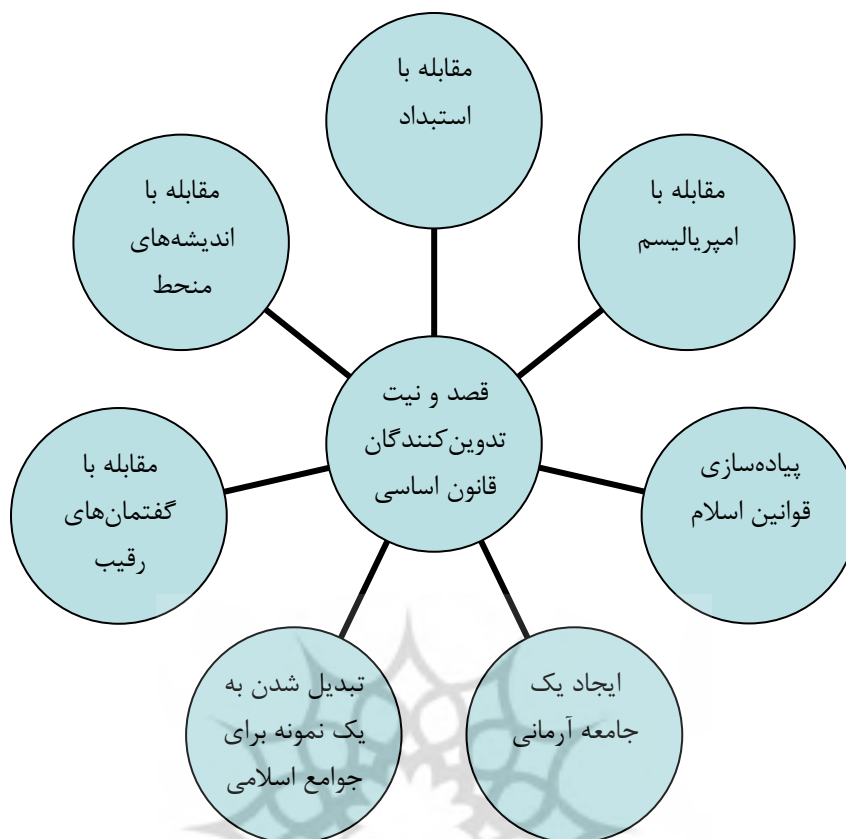 مقابله با
استبداد
مقابله با
امپریالیسم
پیاده‌سازی
قوانین اسلام
ایجاد یک
جامعه آرمانی
تبدیل شدن به
یک نمونه برای
جوامع اسلامی
مقابله با
گفتمان‌های
رقیب
مقابله با
اندیشه‌های
منحط
قصد و نیت
تدوین‌کنندگان
قانون اساسی